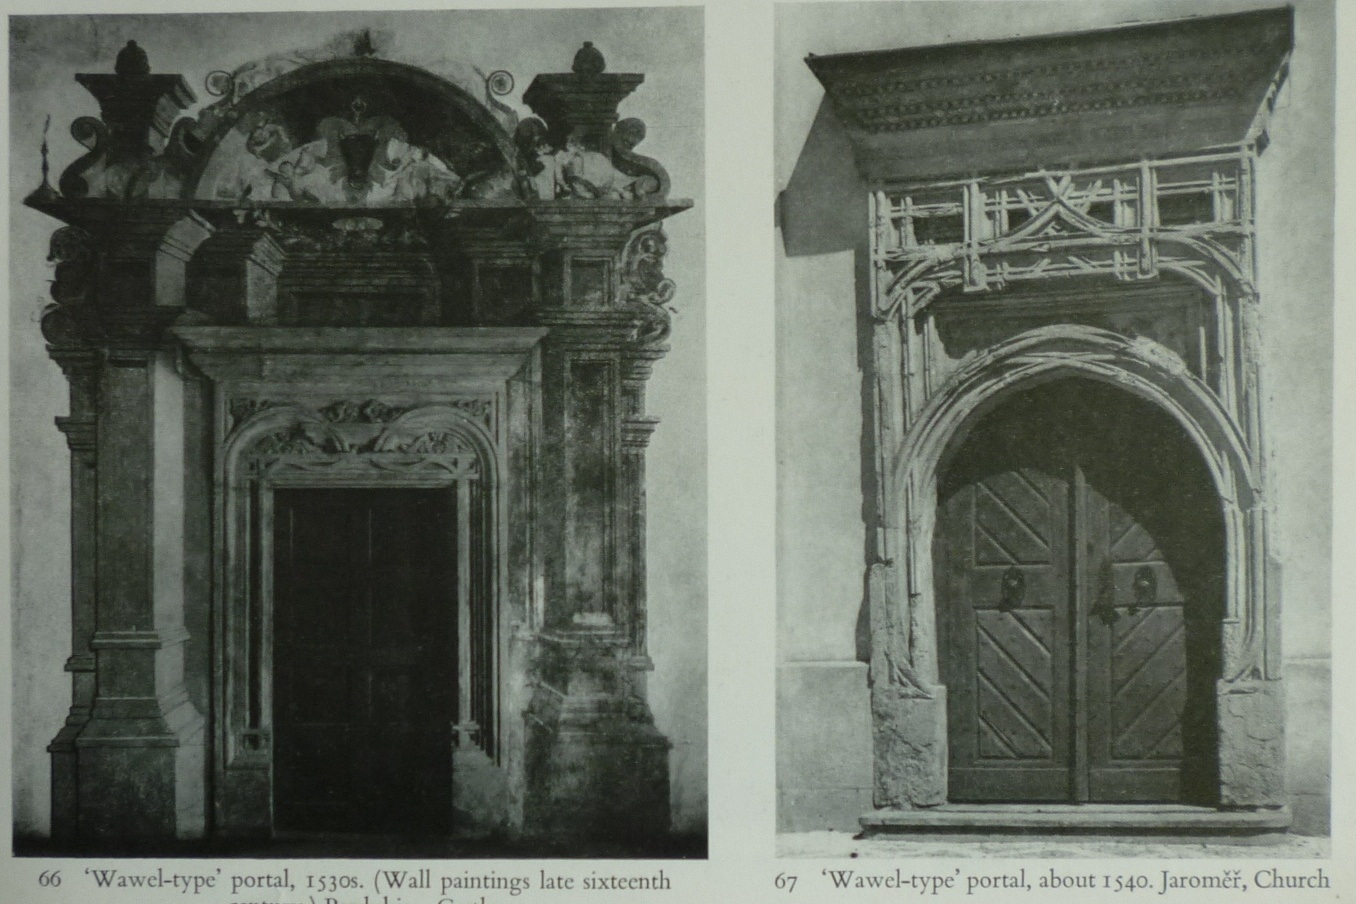 66 ‘Wawel-type’ portal, 1530s. (Wall paintings late sixteenth
67 ‘Wawel-type’ portal, about 1540. Jaroměř, Church